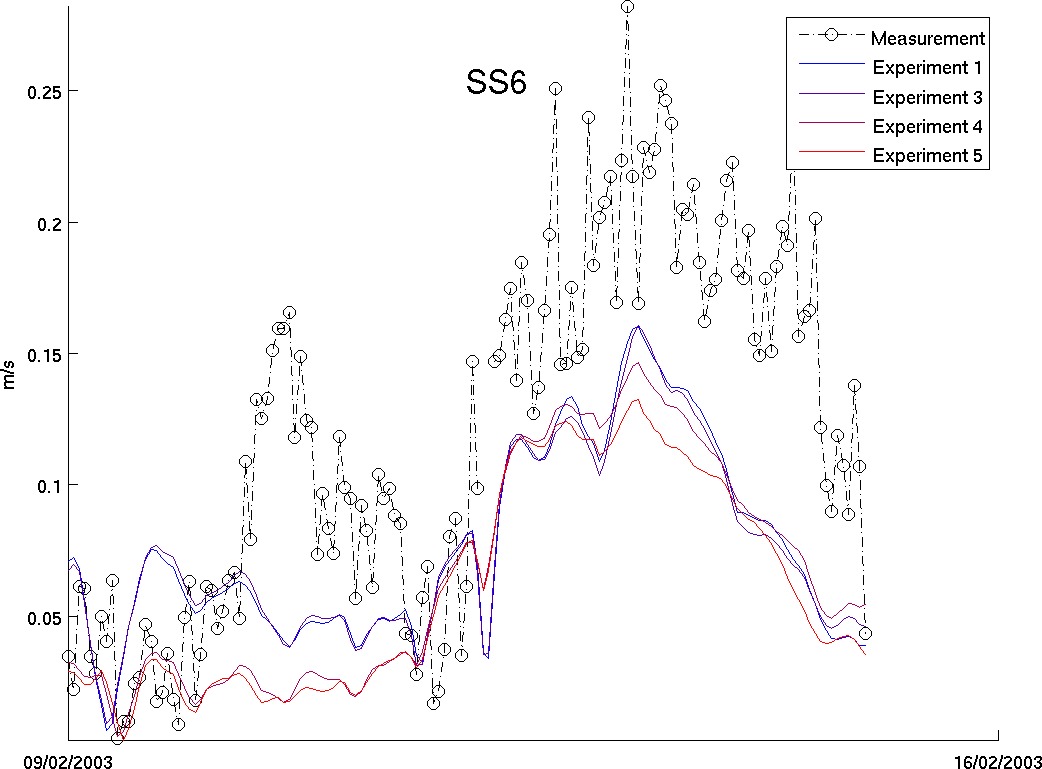 SS6
Measurement
Experiment 1
Experiment 3
Experiment 4
Experiment 5
0.25
0.2
0.15
m/s
0.1
0.05
09/02/2003
16/02/2003